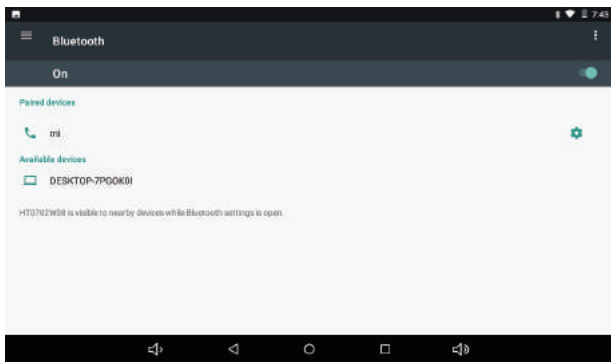 7:43
Bluetooth
On
Paired devices
mi
Available devices
DESKTOP-7PGOK0I
HT0702W08 is visible to nearby devices while Bluetooth settings is open.